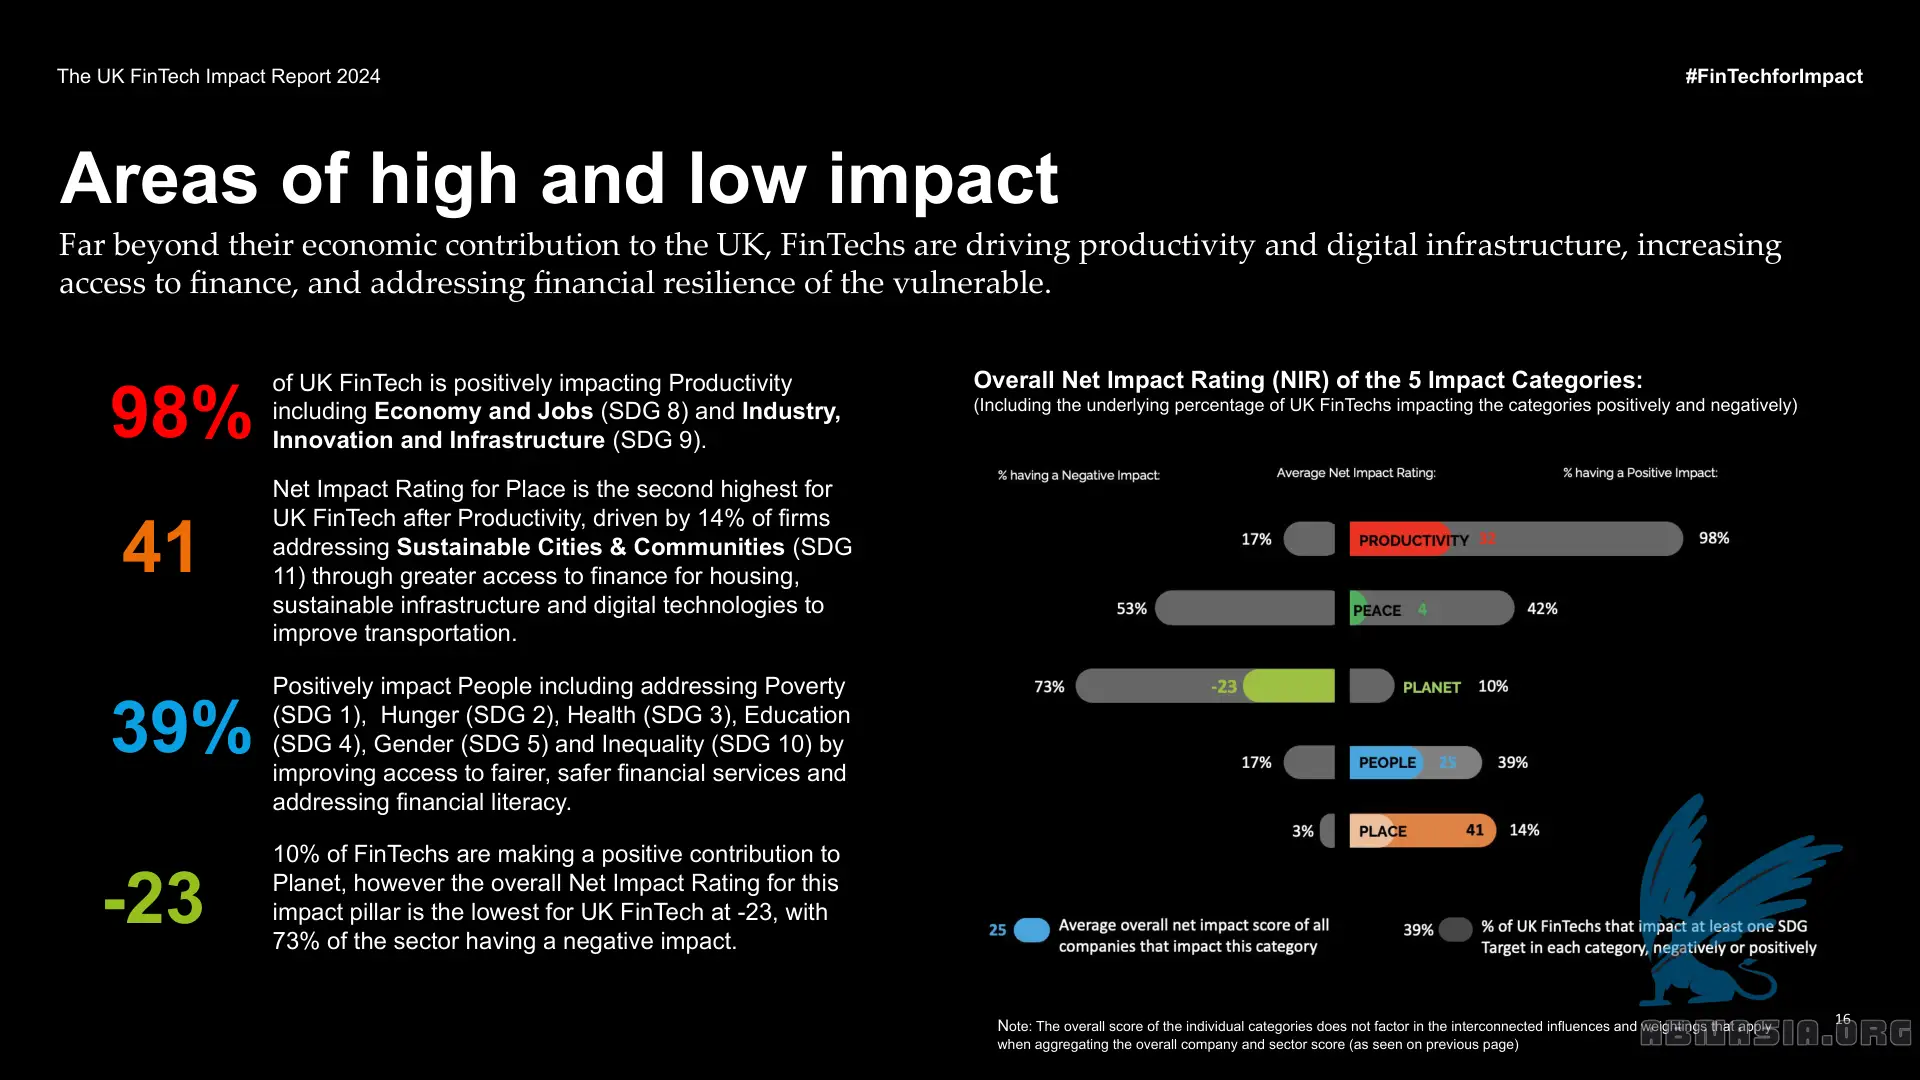 The UK FinTech Impact Report 2024
#FinTechforImpact
Areas of high and low impact
Far beyond their economic contribution to the UK, FinTechs are driving productivity and digital infrastructure, increasing
access to finance, and addressing financial resilience of the vulnerable.
98%
of UK FinTech is positively impacting Productivity
including Economy and Jobs (SDG 8) and Industry,
Innovation and Infrastructure (SDG 9).
41
Net Impact Rating for Place is the second highest for
UK FinTech after Productivity, driven by 14% of firms
addressing Sustainable Cities & Communities (SDG
11) through greater access to finance for housing,
sustainable infrastructure and digital technologies to
improve transportation.
39%
Positively impact People including addressing Poverty
(SDG 1),  Hunger (SDG 2), Health (SDG 3), Education
(SDG 4), Gender (SDG 5) and Inequality (SDG 10) by
improving access to fairer, safer financial services and
addressing financial literacy.
-23
10% of FinTechs are making a positive contribution to
Planet, however the overall Net Impact Rating for this
impact pillar is the lowest for UK FinTech at -23, with
73% of the sector having a negative impact.
Overall Net Impact Rating (NIR) of the 5 Impact Categories:
(Including the underlying percentage of UK FinTechs impacting the categories positively and negatively)
% having a Negative Impact: Average Net Impact Rating: % having a Positive Impact:
17% PRODUCTIVITY 98%
53% PEACE 4 42%
73% -23 PLANET 10%
17% PEOPLE 25 39%
3% PLACE 41 14%
25 Average overall net impact score of all
companies that impact this category
39% % of UK FinTechs that impact at least one SDG
Target in each category, negatively or positively
Note: The overall score of the individual categories does not factor in the interconnected influences and weightings that apply
when aggregating the overall company and sector score (as seen on previous page)
16